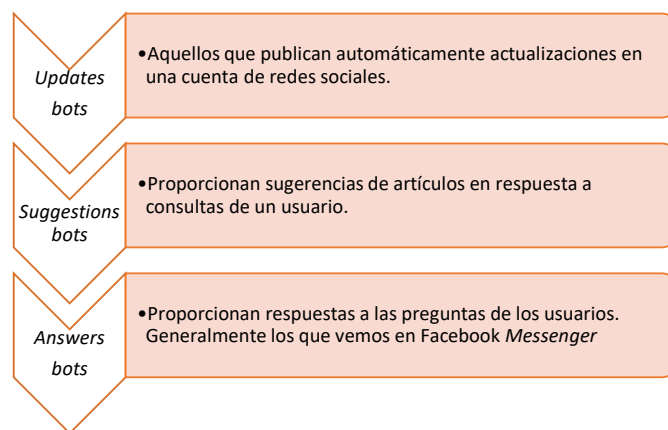 Updates
bots
•Aquellos que publican automáticamente actualizaciones en
una cuenta de redes sociales.
Suggestions
bots
•Proporcionan sugerencias de artículos en respuesta a
consultas de un usuario.
Answers
bots
•Proporcionan respuestas a las preguntas de los usuarios.
Generalmente los que vemos en Facebook Messenger